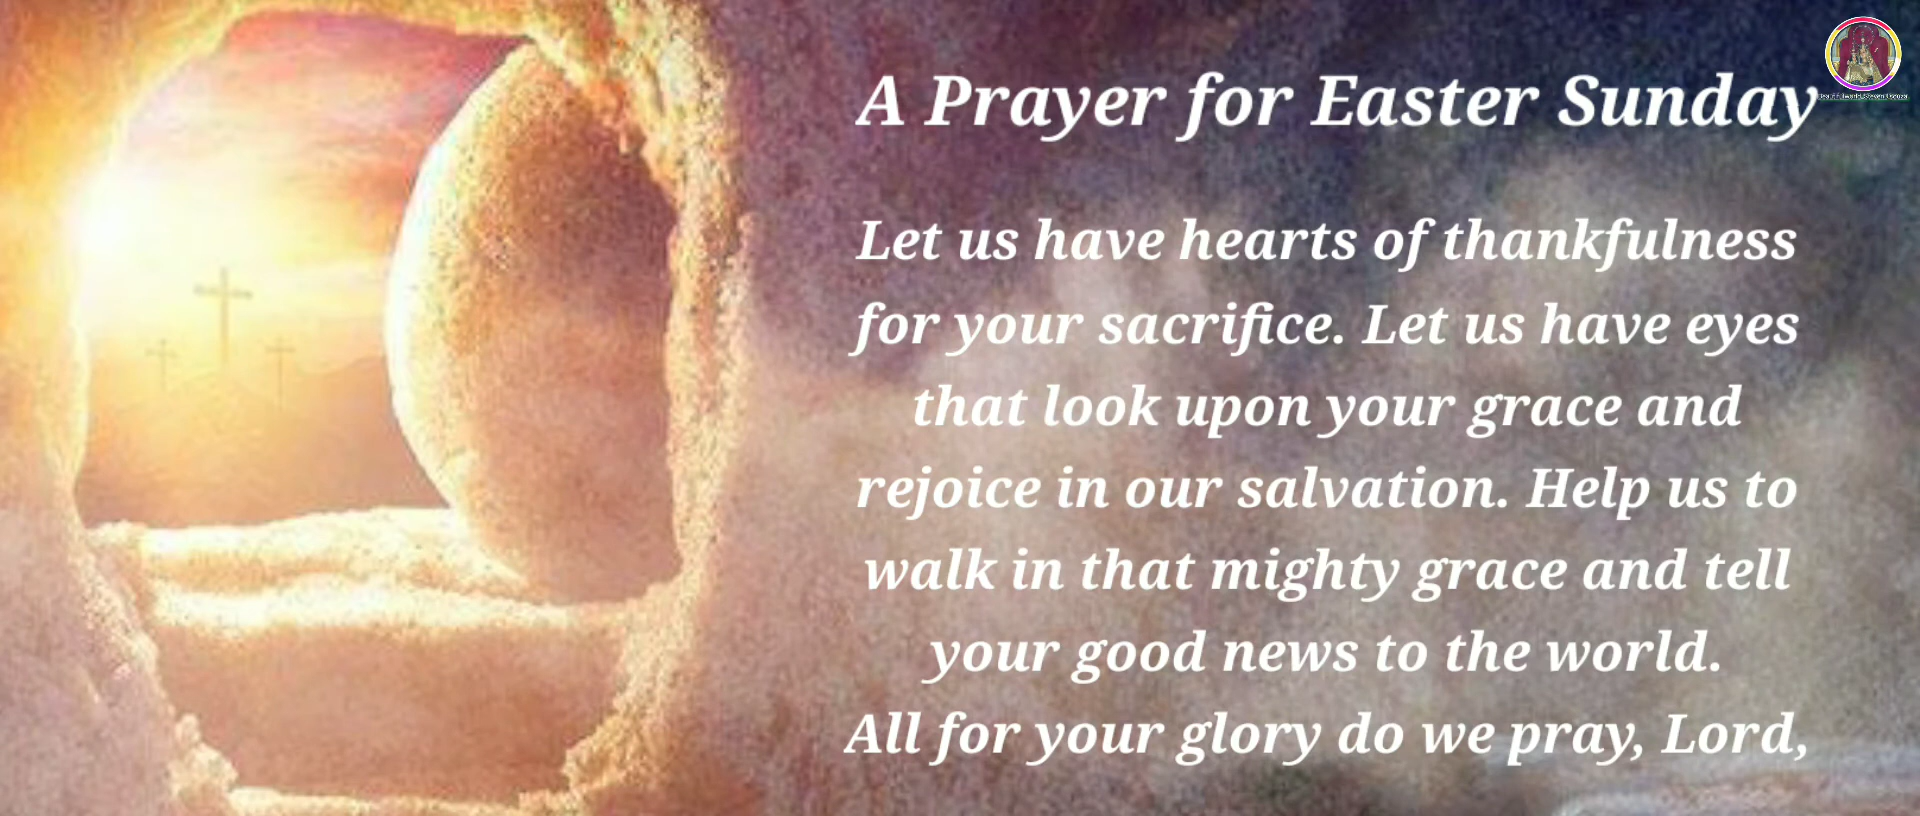 A Prayer for Easter Sunday
Let us have hearts of thankfulness
for your sacrifice. Let us have eyes
that look upon your grace and
rejoice in our salvation. Help us to
walk in that mighty grace and tell
your good news to the world.
All for your glory do we pray, Lord,